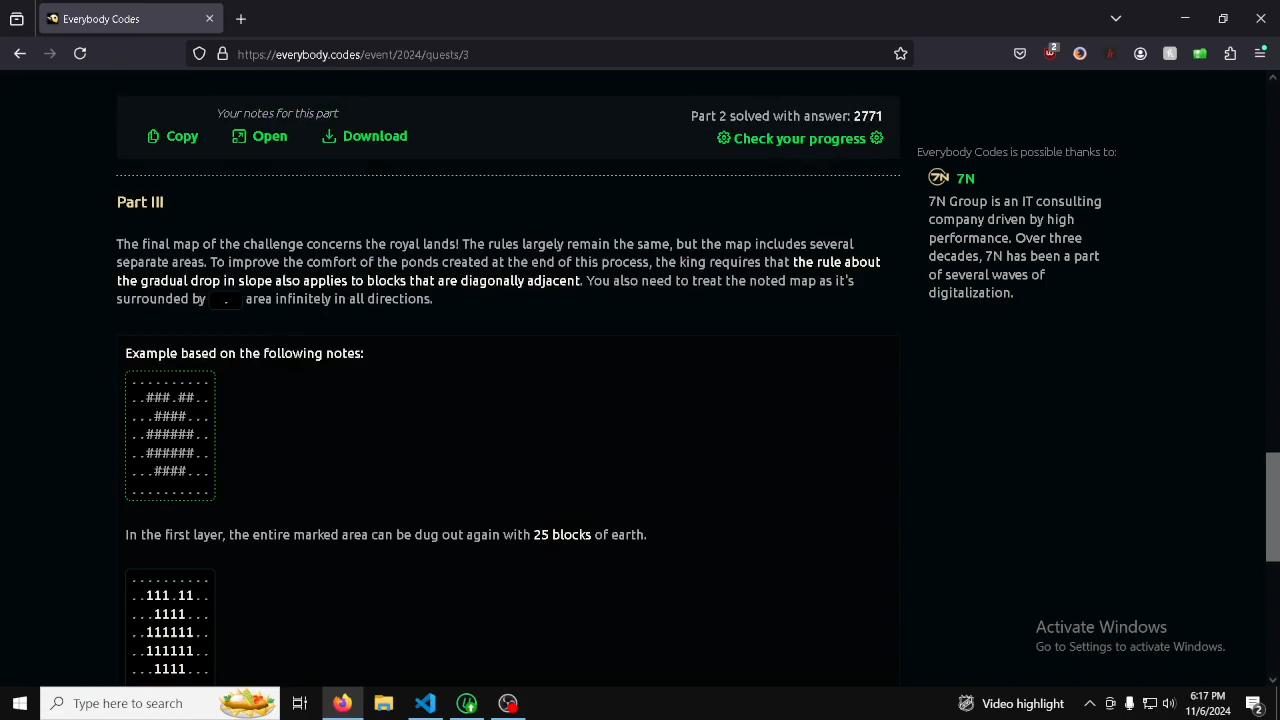 Everybody Codes
https://everybody.codes/event/2024/quests/3
2
Your notes for this part
Copy
Open
Download
Part 2 solved with answer: 2771
Check your progress
Part III
The final map of the challenge concerns the royal lands! The rules largely remain the same, but the map includes several
separate areas. To improve the comfort of the ponds created at the end of this process, the king requires that the rule about
the gradual drop in slope also applies to blocks that are diagonally adjacent. You also need to treat the noted map as it's
surrounded by . area infinitely in all directions.
Example based on the following notes:
..........
..###.##..
...####...
..######..
..######..
...####...
..........
In the first layer, the entire marked area can be dug out again with 25 blocks of earth.
..........
..111.11..
...1111...
..111111..
..111111..
...1111...
Everybody Codes is possible thanks to:
7N
7N
7N Group is an IT consulting
company driven by high
performance. Over three
decades, 7N has been a part
of several waves of
digitalization.
Activate Windows
Go to Settings to activate Windows.
Type here to search
Video highlight
6:17 PM
11/6/2024
2